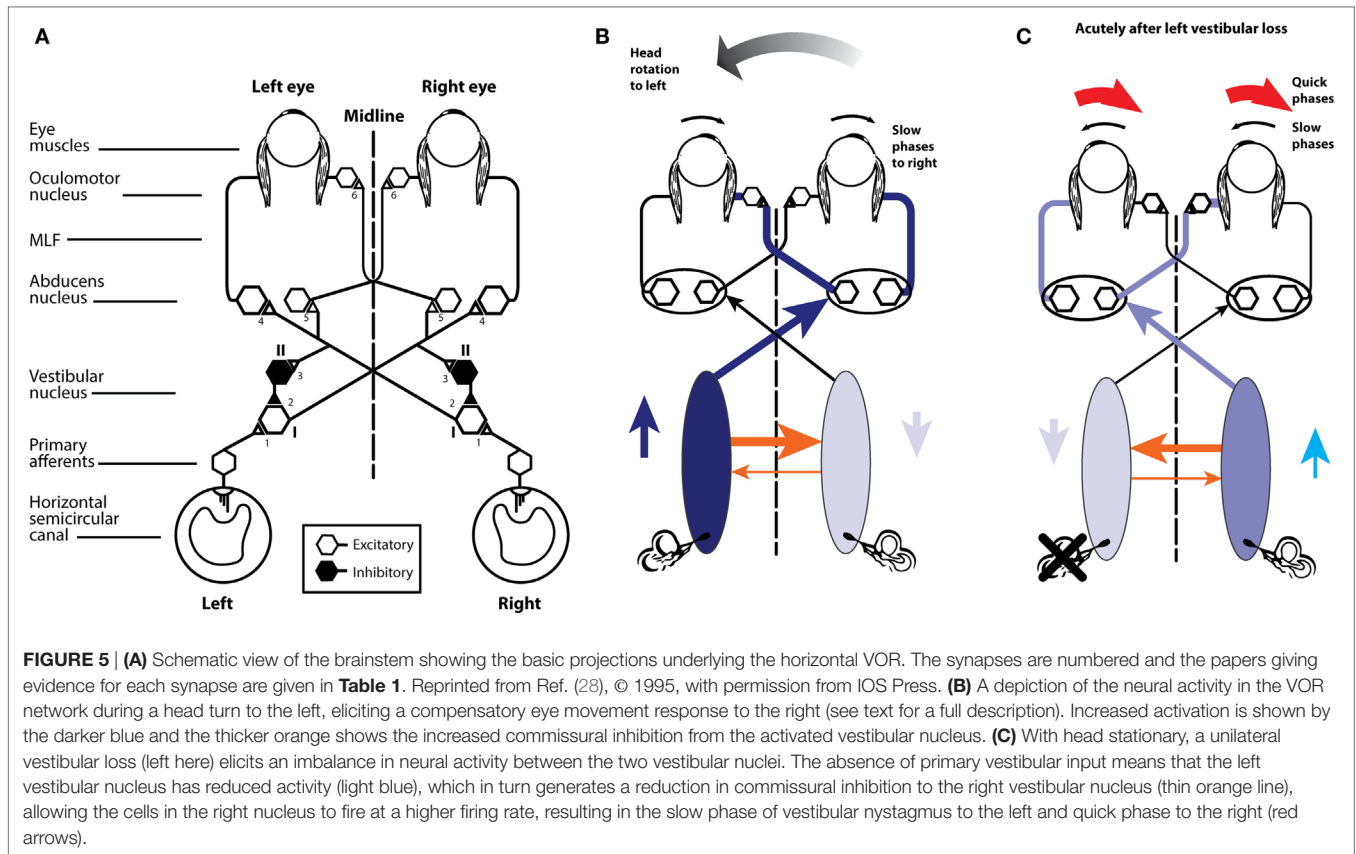 A
Left eye
Right eye
Midline
Eye
muscles
Oculomotor
nucleus
6
6
MLF
Abducens
nucleus
4
5
5
4
II
II
Vestibular
nucleus
3
3
2
2
I
I
1
1
Primary
afferents
Horizontal
semicircular
canal
Excitatory
Inhibitory
Left
Right
B
Head
rotation
to left
Slow
phases
to right
C
Acutely after left vestibular loss
Quick
phases
Slow
phases
FIGURE 5 | (A) Schematic view of the brainstem showing the basic projections underlying the horizontal VOR. The synapses are numbered and the papers giving
evidence for each synapse are given in Table 1. Reprinted from Ref. (28), © 1995, with permission from IOS Press. (B) A depiction of the neural activity in the VOR
network during a head turn to the left, eliciting a compensatory eye movement response to the right (see text for a full description). Increased activation is shown by
the darker blue and the thicker orange shows the increased commissural inhibition from the activated vestibular nucleus. (C) With head stationary, a unilateral
vestibular loss (left here) elicits an imbalance in neural activity between the two vestibular nuclei. The absence of primary vestibular input means that the left
vestibular nucleus has reduced activity (light blue), which in turn generates a reduction in commissural inhibition to the right vestibular nucleus (thin orange line),
allowing the cells in the right nucleus to fire at a higher firing rate, resulting in the slow phase of vestibular nystagmus to the left and quick phase to the right (red
arrows).